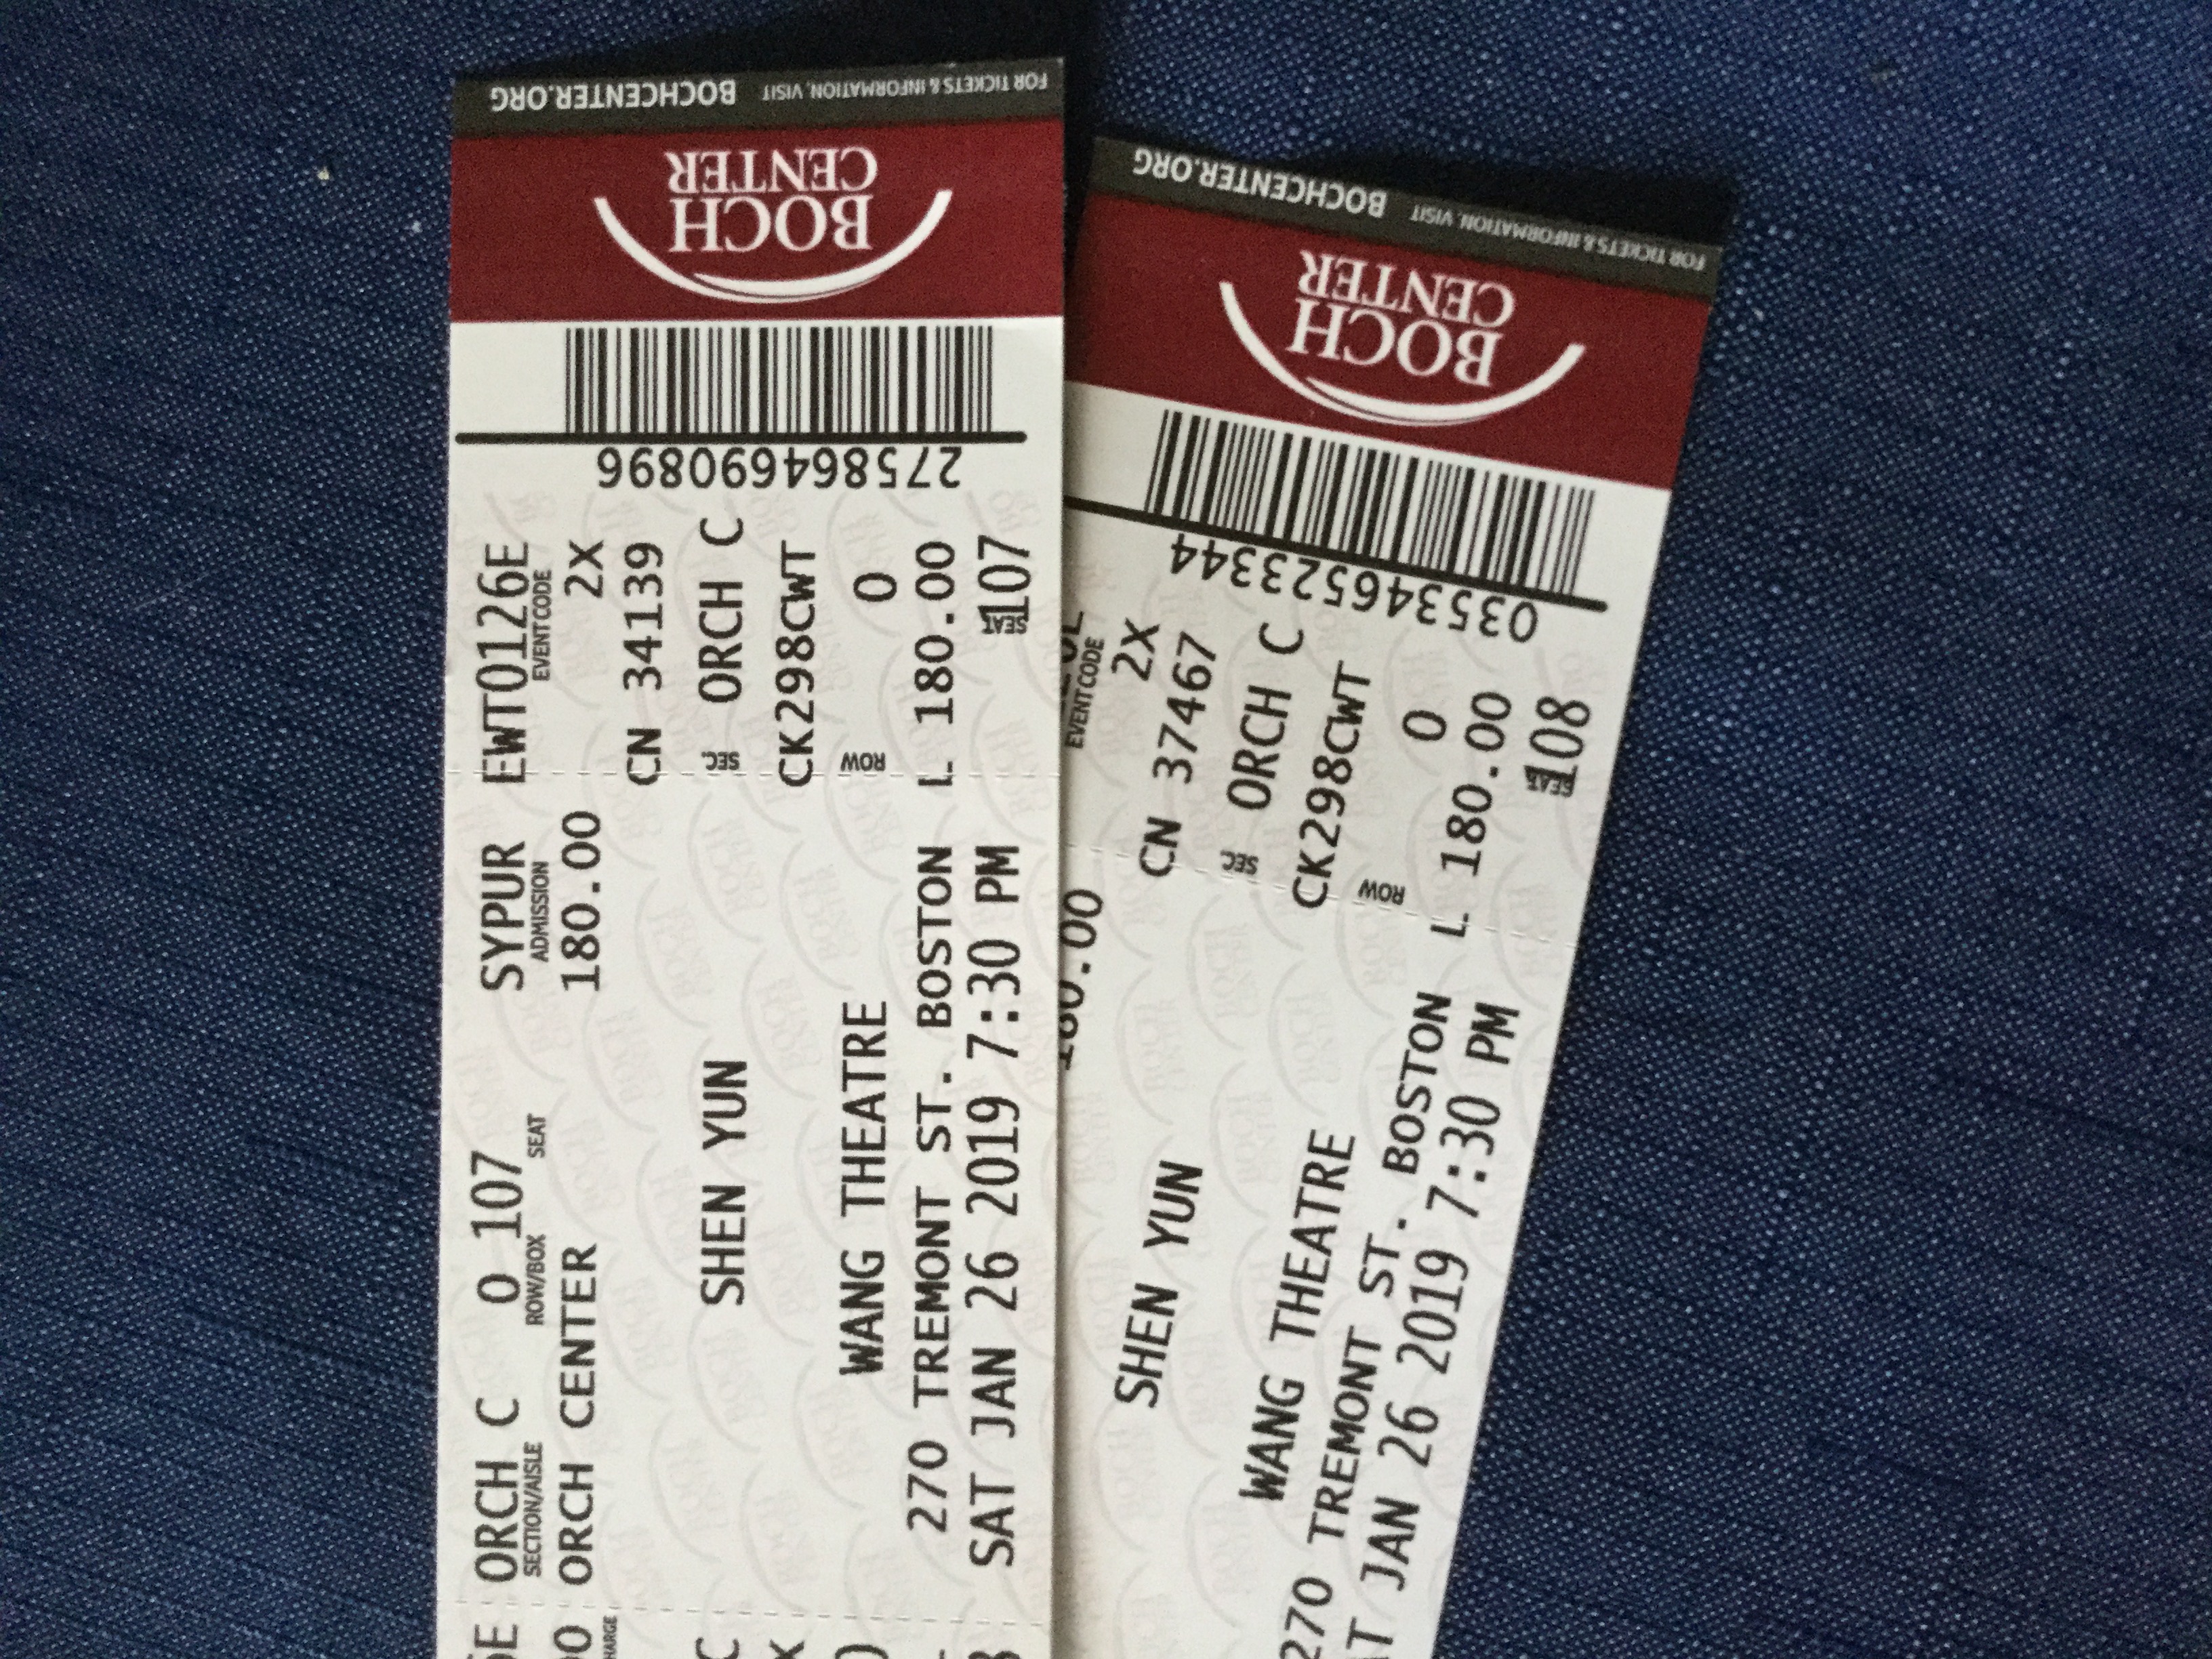 FOR TICKETS & INFORMATION, VISIT BOCHCENTER.ORG
BOCH
CENTER
275864690896
ORCH C O 107 SYPUR EWT0126E
SECTION/AISLE ROW/BOX SEAT ADMISSION EVENT CODE
ORCH CENTER 180.00 2X
CN 34139
SHEN YUN SEC. ORCH C
CK298CWT
WANG THEATRE ROW O
270 TREMONT ST. BOSTON L 180.00
SAT JAN 26 2019 7:30 PM SEAT 107
FOR TICKETS & INFORMATION, VISIT BOCHCENTER.ORG
BOCH
CENTER
035346523344
EVENT CODE
180.00 2X
CN 37467
SHEN YUN SEC. ORCH C
CK298CWT
WANG THEATRE ROW O
270 TREMONT ST. BOSTON L 180.00
JAN 26 2019 7:30 PM SEAT 108